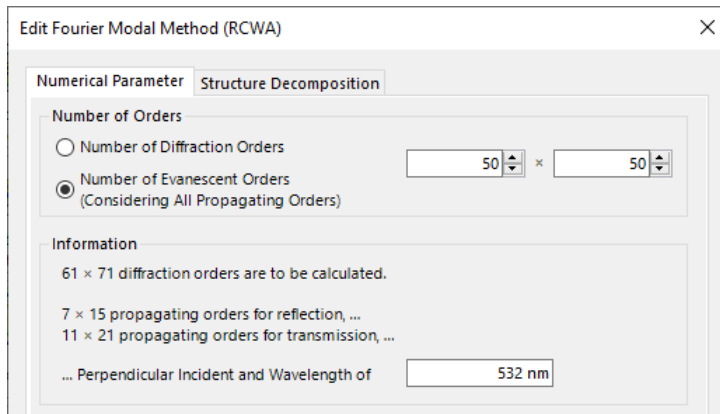 Edit Fourier Modal Method (RCWA)
Numerical Parameter Structure Decomposition
Number of Orders
Number of Diffraction Orders
50 × 50
Number of Evanescent Orders
(Considering All Propagating Orders)
Information
61 × 71 diffraction orders are to be calculated.
7 × 15 propagating orders for reflection, ...
11 × 21 propagating orders for transmission, ...
... Perpendicular Incident and Wavelength of 532 nm